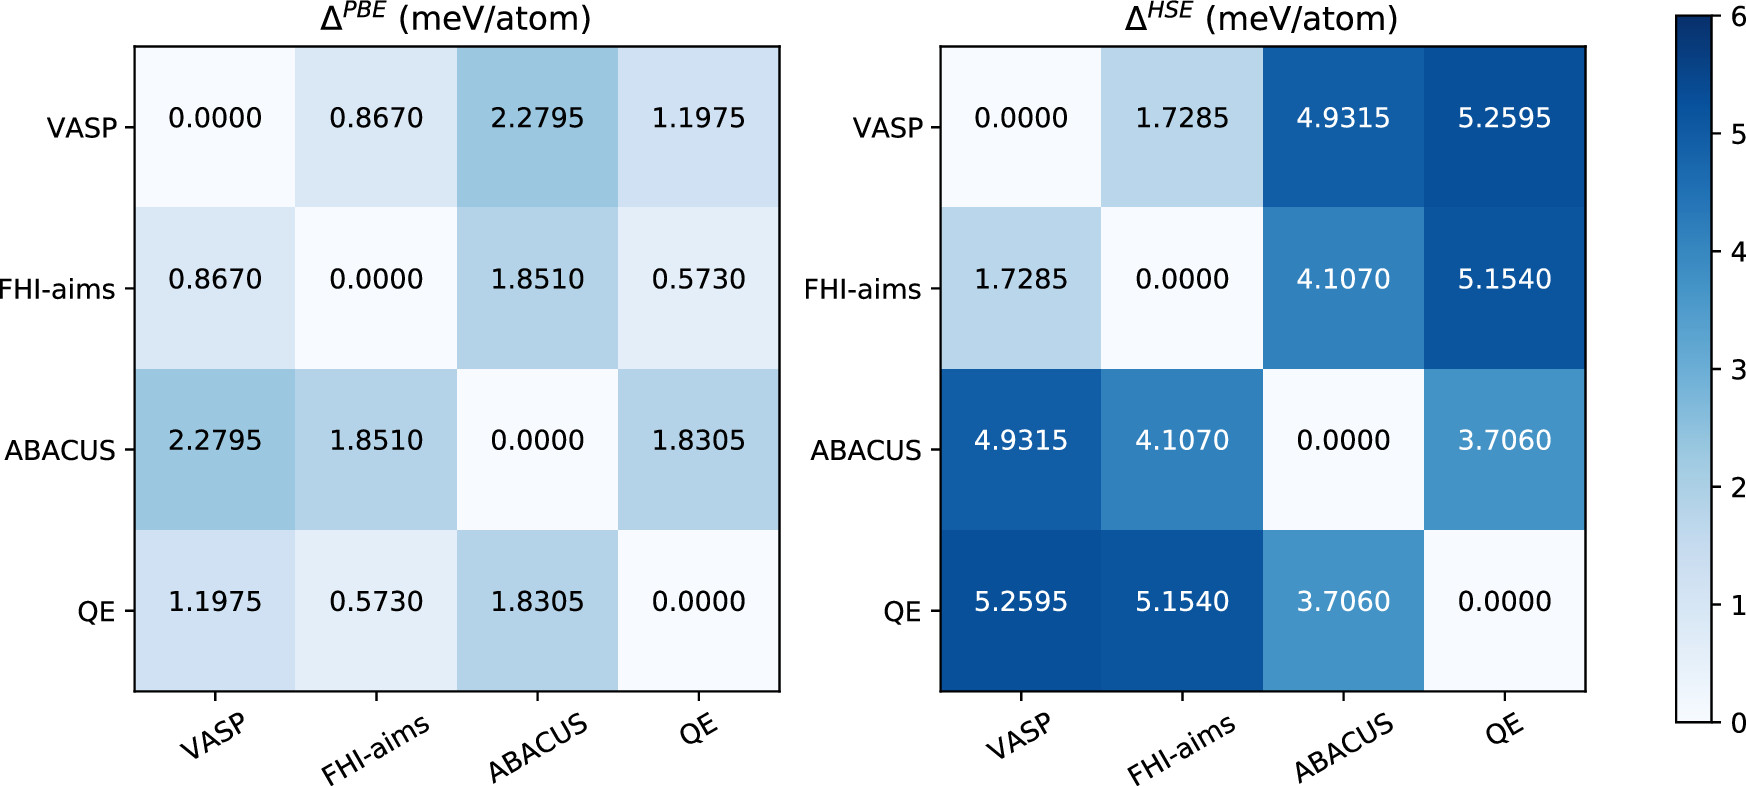 Δ^PBE (meV/atom)
VASP 0.0000 0.8670 2.2795 1.1975
FHI-aims 0.8670 0.0000 1.8510 0.5730
ABACUS 2.2795 1.8510 0.0000 1.8305
QE 1.1975 0.5730 1.8305 0.0000
VASP FHI-aims ABACUS QE
Δ^HSE (meV/atom)
VASP 0.0000 1.7285 4.9315 5.2595
FHI-aims 1.7285 0.0000 4.1070 5.1540
ABACUS 4.9315 4.1070 0.0000 3.7060
QE 5.2595 5.1540 3.7060 0.0000
VASP FHI-aims ABACUS QE
6
5
4
3
2
1
0